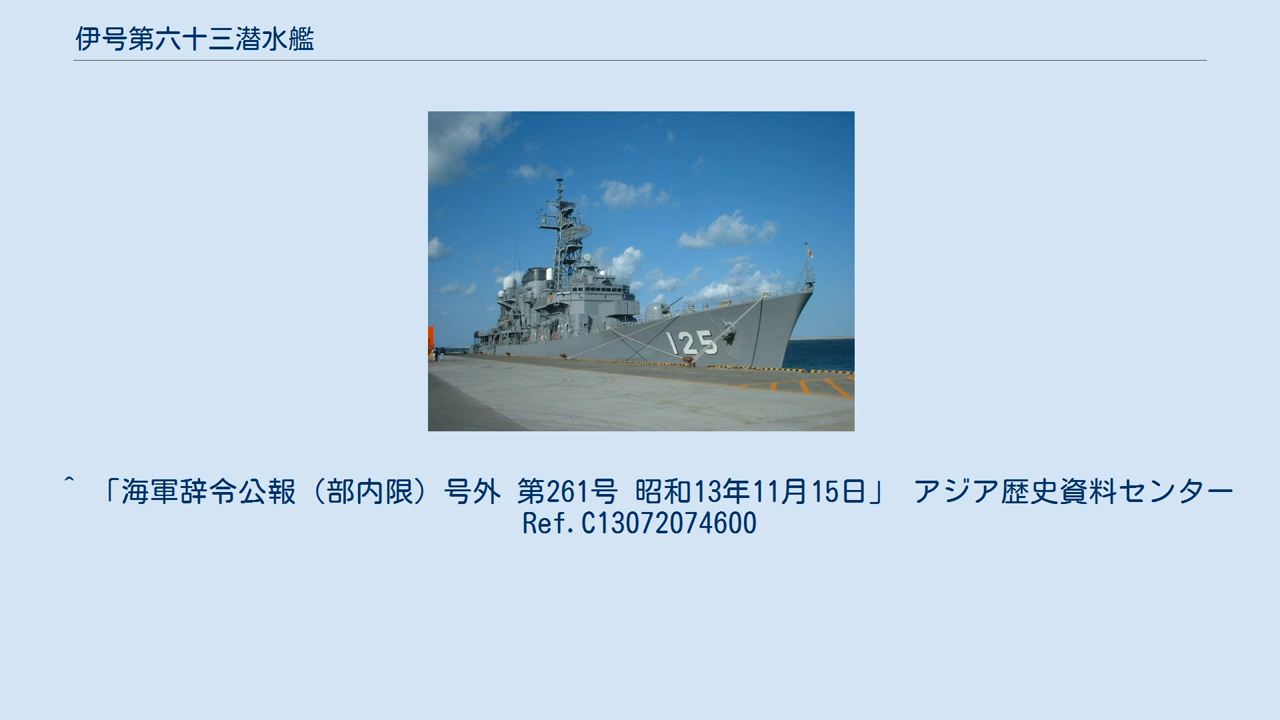 伊号第六十三潜水艦
125
^ 「海軍辞令公報（部内限）号外 第261号 昭和13年11月15日」 アジア歴史資料センター
Ref.C13072074600